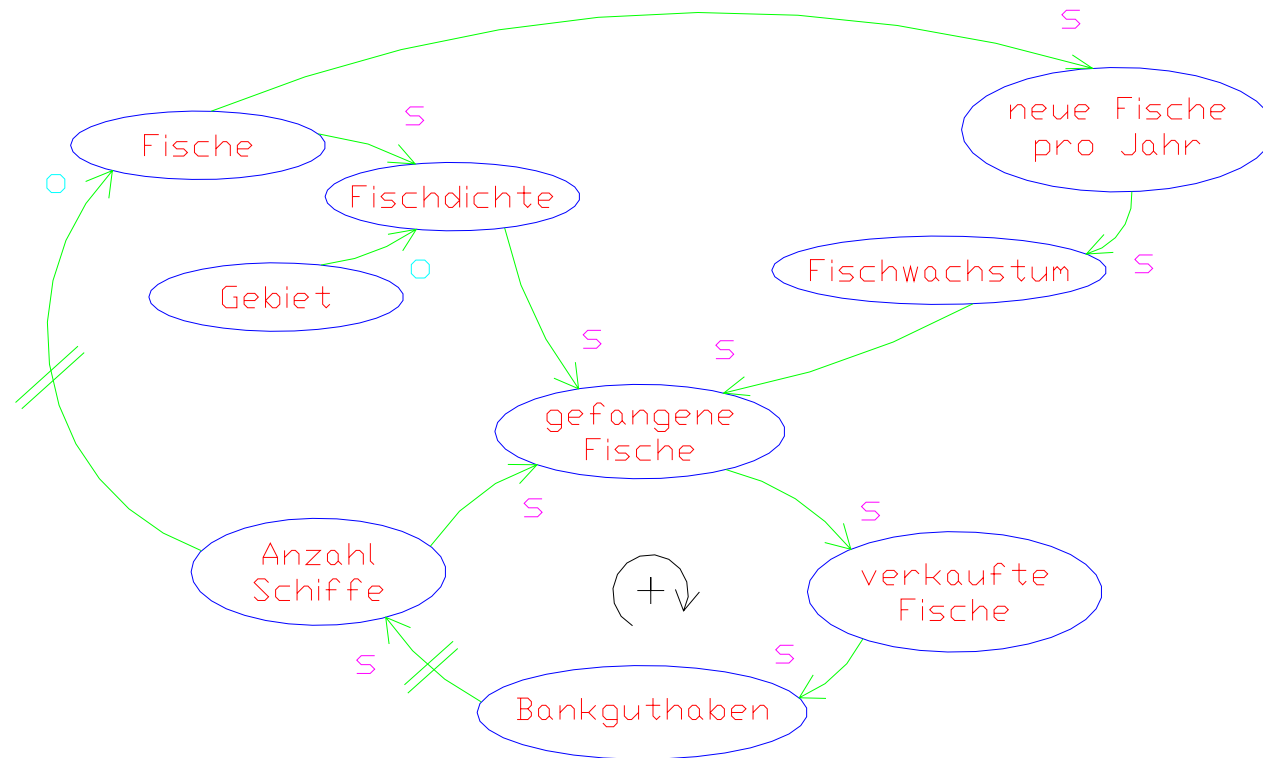 S
neue Fische
pro Jahr
S
Fische
O
Fischdichte
S
Fischwachstum
O
Gebiet
S
S
gefangene
Fische
S
S
Anzahl
Schiffe
+
verkaufte
Fische
S
S
Bankguthaben